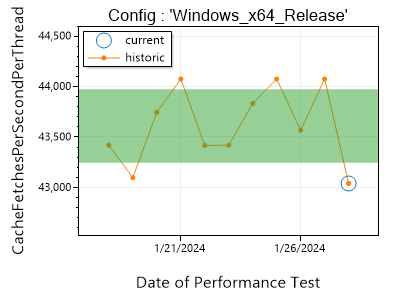 Config : 'Windows_x64_Release'
CacheFetchesPerSecondPerThread
44,500
44,000
43,500
43,000
current
historic
1/21/2024
1/26/2024
Date of Performance Test